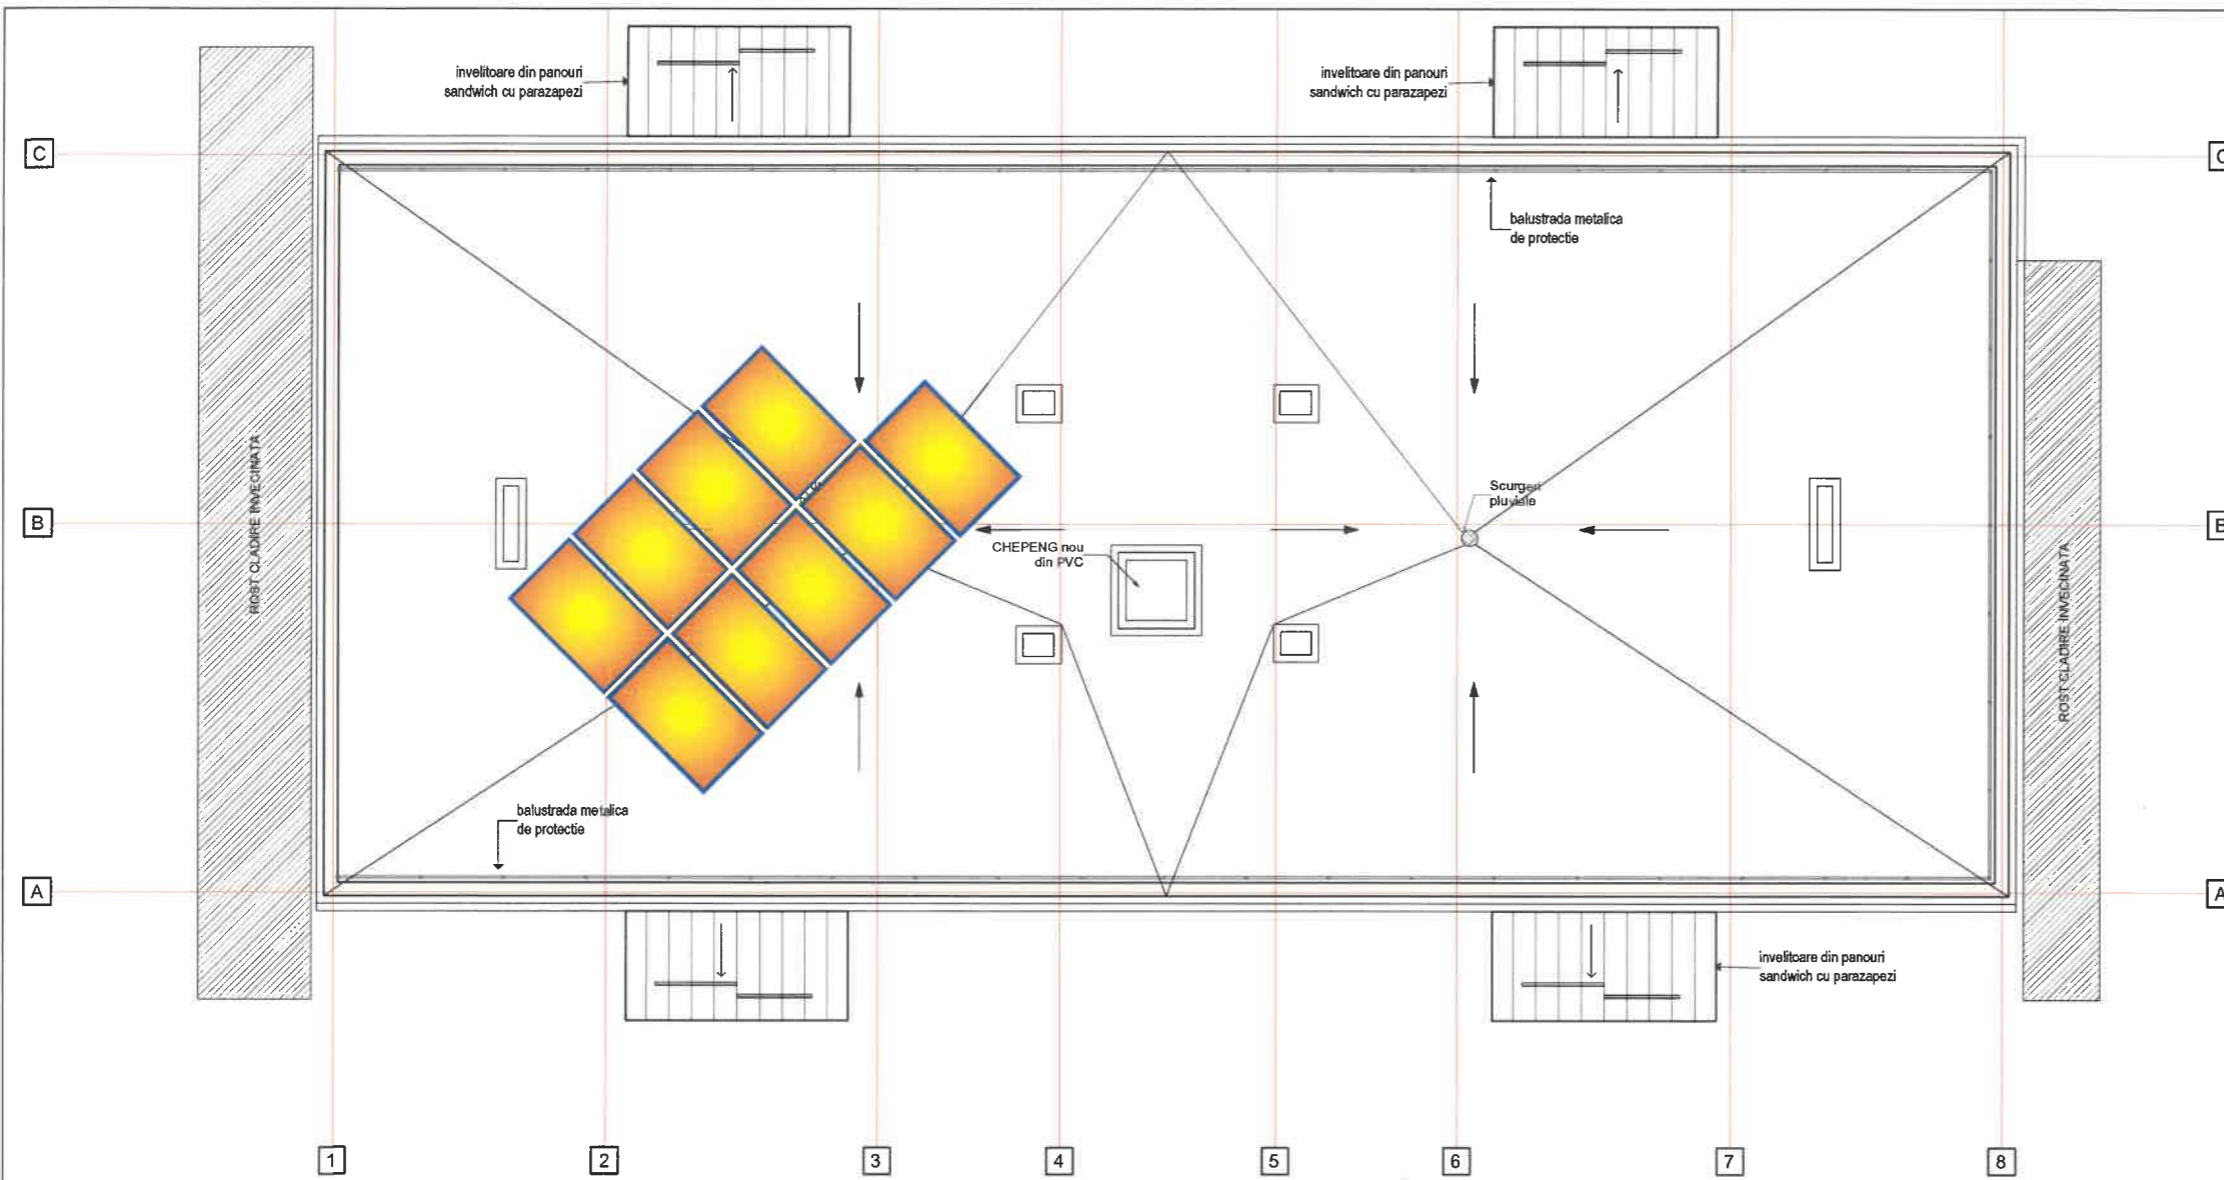 invelitoare din panouri
sandwich cu parazapezi
invelitoare din panouri
sandwich cu parazapezi
C
C
balustrada metalica
de protectie
ROST CLADIRE INVECINATA
Scurgeri
pluviale
B
B
CHEPENG nou
din PVC
ROST CLADIRE INVECINATA
balustrada metalica
de protectie
A
A
invelitoare din panouri
sandwich cu parazapezi
1
2
3
4
5
6
7
8